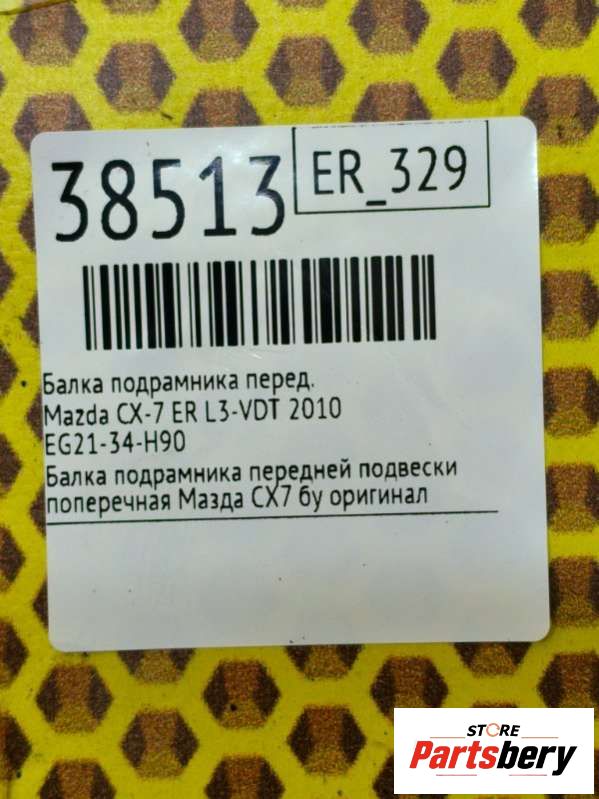 38513
ER_329
Балка подрамника перед.
Mazda CX-7 ER L3-VDT 2010
EG21-34-H90
Балка подрамника передней подвески
поперечная Мазда СХ7 бу оригинал
STORE
Partsbery